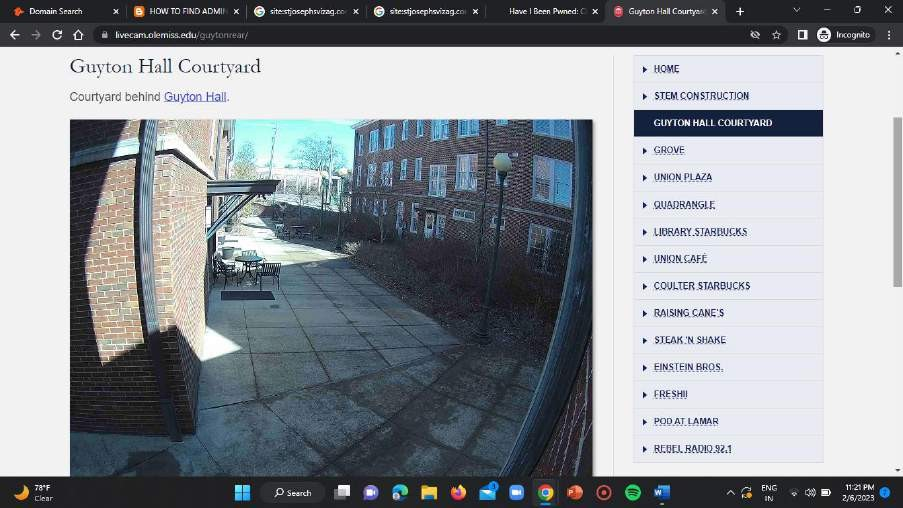 Domain Search
HOW TO FIND ADMIN
site:stjosephsvizag.co
site:stjosephsvizag.co
Have I Been Pwned: C
Guyton Hall Courtyard
livecam.olemiss.edu/guytonrear/
Incognito
Guyton Hall Courtyard
Courtyard behind Guyton Hall.
HOME
STEM CONSTRUCTION
GUYTON HALL COURTYARD
GROVE
UNION PLAZA
QUADRANGLE
LIBRARY STARBUCKS
UNION CAFÉ
COULTER STARBUCKS
RAISING CANE'S
STEAK 'N SHAKE
EINSTEIN BROS.
FRESHII
POD AT LAMAR
REBEL RADIO 92.1
78°F
Clear
Search
1
ENG
IN
11:21 PM
2/6/2023